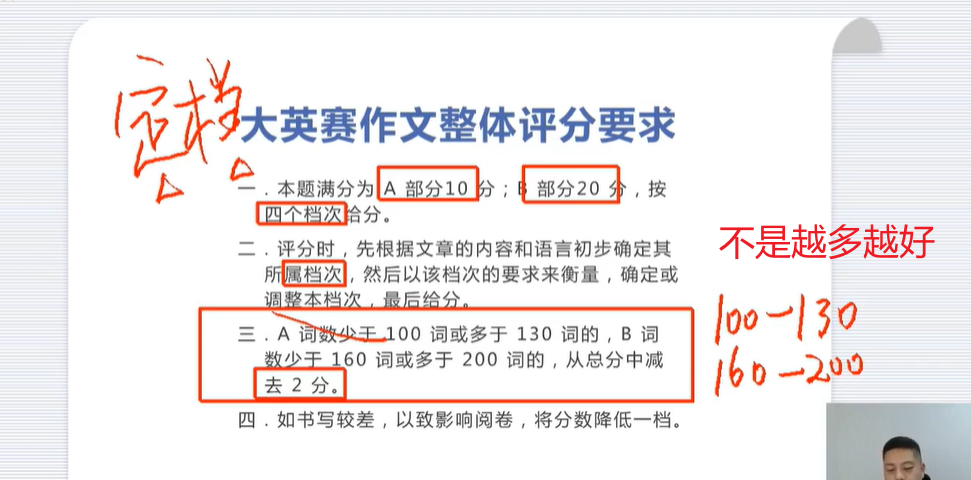 定档
大英赛作文整体评分要求
一．本题满分为 A 部分10 分；B 部分20 分，按
四个档次给分。
二．评分时，先根据文章的内容和语言初步确定其
所属档次，然后以该档次的要求来衡量，确定或
调整本档次，最后给分。
三．A 词数少于 100 词或多于 130 词的，B 词
数少于 160 词或多于 200 词的，从总分中减
去 2 分。
四．如书写较差，以致影响阅卷，将分数降低一档。
不是越多越好
100-130
160-200